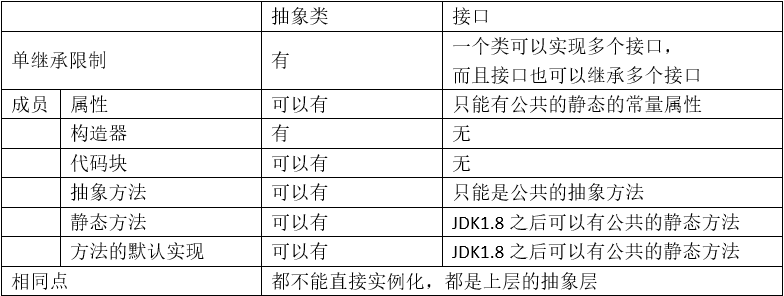 抽象类 接口
单继承限制 有 一个类可以实现多个接口，
而且接口也可以继承多个接口
成员 属性 可以有 只能有公共的静态的常量属性
构造器 有 无
代码块 可以有 无
抽象方法 可以有 只能是公共的抽象方法
静态方法 可以有 JDK1.8 之后可以有公共的静态方法
方法的默认实现 可以有 JDK1.8 之后可以有公共的静态方法
相同点 都不能直接实例化，都是上层的抽象层